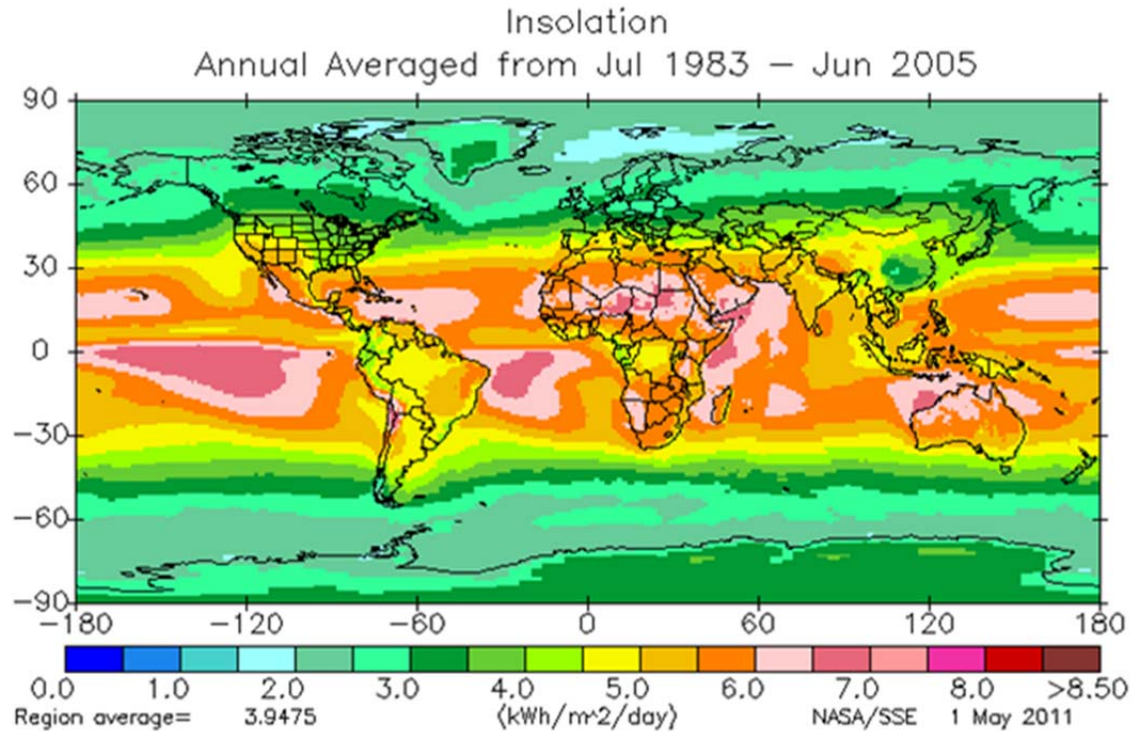 Insolation
Annual Averaged from Jul 1983 – Jun 2005
90
60
30
0
−30
−60
−90
−180 −120 −60 0 60 120 180
0.0 1.0 2.0 3.0 4.0 5.0 6.0 7.0 8.0 >8.50
Region average= 3.9475 (kWh/m^2/day) NASA/SSE 1 May 2011